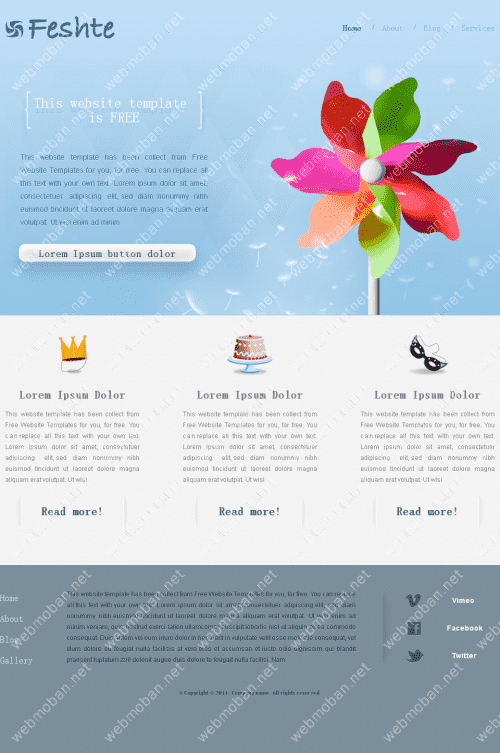 Feshte
Home / About / Blog / Services
This website template
is FREE
This website template has been collect from Free
Website Templates for you, for free. You can replace all
this text with your own text. Lorem ipsum dolor sit amet,
consectetuer adipiscing elit, sed diam nonummy nibh
euismod tincidunt ut laoreet dolore magna aliquam erat
volutpat. Ut wisi enim ad minim
Lorem Ipsum button dolor
Lorem Ipsum Dolor
This website template has been collect from
Free Website Templates for you, for free. You
can replace all this text with your own text.
Lorem ipsum dolor sit amet, consectetuer
adipiscing elit, sed diam nonummy nibh
euismod tincidunt ut laoreet dolore magna
aliquam erat volutpat. Ut wisi
Read more!
Lorem Ipsum Dolor
This website template has been collect from
Free Website Templates for you, for free. You
can replace all this text with your own text.
Lorem ipsum dolor sit amet, consectetuer
adipiscing elit, sed diam nonummy nibh
euismod tincidunt ut laoreet dolore magna
aliquam erat volutpat. Ut wisi
Read more!
Lorem Ipsum Dolor
This website template has been collect from
Free Website Templates for you, for free. You
can replace all this text with your own text.
Lorem ipsum dolor sit amet, consectetuer
adipiscing elit, sed diam nonummy nibh
euismod tincidunt ut laoreet dolore magna
aliquam erat volutpat. Ut wisi
Read more!
Home
About
Blog
Gallery
This website template has been collect from Free Website Templates for you, for free. You can replace
all this text with your own text. Lorem ipsum dolor sit amet, consectetuer adipiscing elit, sed diam
nonummy nibh euismod tincidunt ut laoreet dolore magna aliquam erat volutpat. Ut wisi enim ad
minim veniam, quis nostrud exerci tation ullamcorper suscipit lobortis nisl ut aliquip ex ea commodo
consequat. Duis autem vel eum iriure dolor in hendrerit in vulputate velit esse molestie consequat, vel
illum dolore eu feugiat nulla facilisis at vero eros et accumsan et iusto odio dignissim qui blandit
praesent luptatum zzril delenit augue duis dolore te feugait nulla facilisi. Nam
Vimeo
Facebook
Twitter
© Copyright © 2011. Company name. All rights reserved
webmoban.net